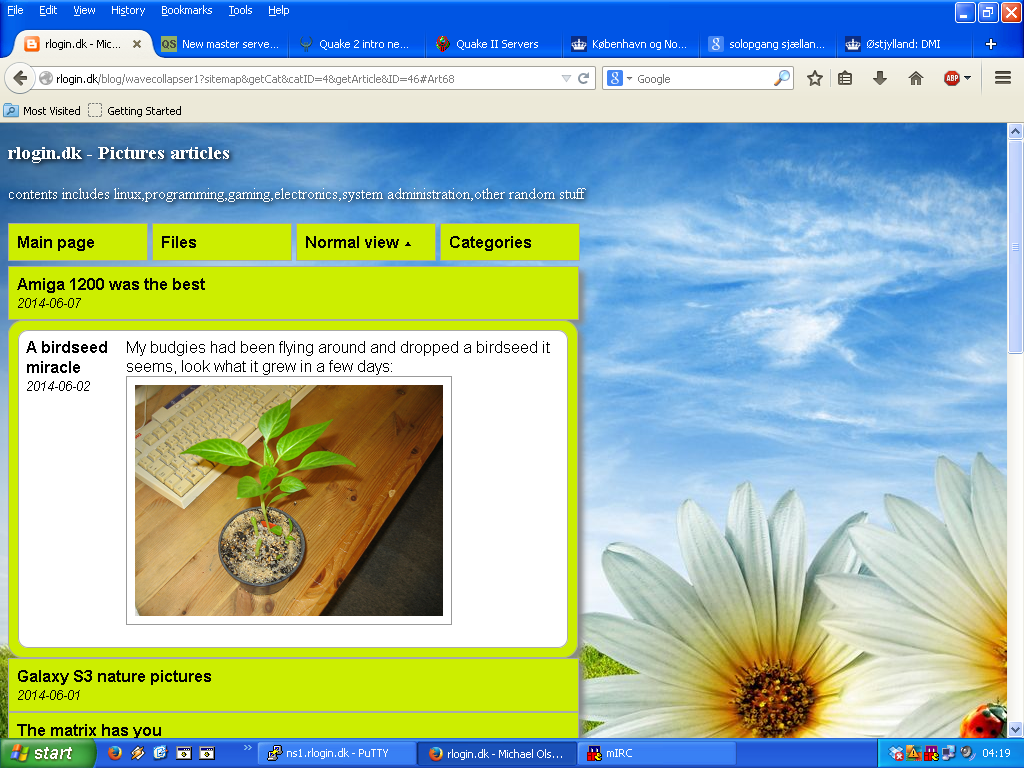 File Edit View History Bookmarks Tools Help
rlogin.dk - Mic... QS New master serve... Quake 2 intro ne... Quake II Servers København og No... 8 solopgang sjællan... Østjylland: DMI
rlogin.dk/blog/wavecollapser1?sitemap&getCat&catID=4&getArticle&ID=46#Art68 8 Google ABP
Most Visited Getting Started
rlogin.dk - Pictures articles
contents includes linux,programming,gaming,electronics,system administration,other random stuff
Main page Files Normal view Categories
Amiga 1200 was the best
2014-06-07
A birdseed
miracle
2014-06-02
My budgies had been flying around and dropped a birdseed it
seems, look what it grew in a few days:
Galaxy S3 nature pictures
2014-06-01
The matrix has you
start » ns1.rlogin.dk - PuTTY rlogin.dk - Michael Ols... mIRC 04:19